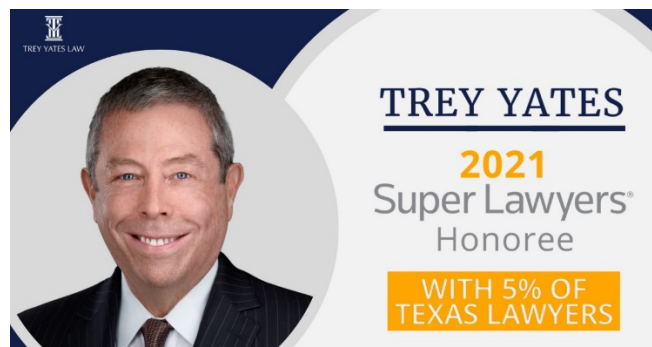 TREY YATES LAW
TREY YATES
2021
Super Lawyers®
Honoree
WITH 5% OF
TEXAS LAWYERS